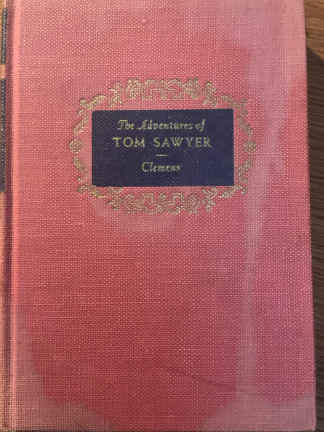 The Adventures of
TOM SAWYER
Clemens